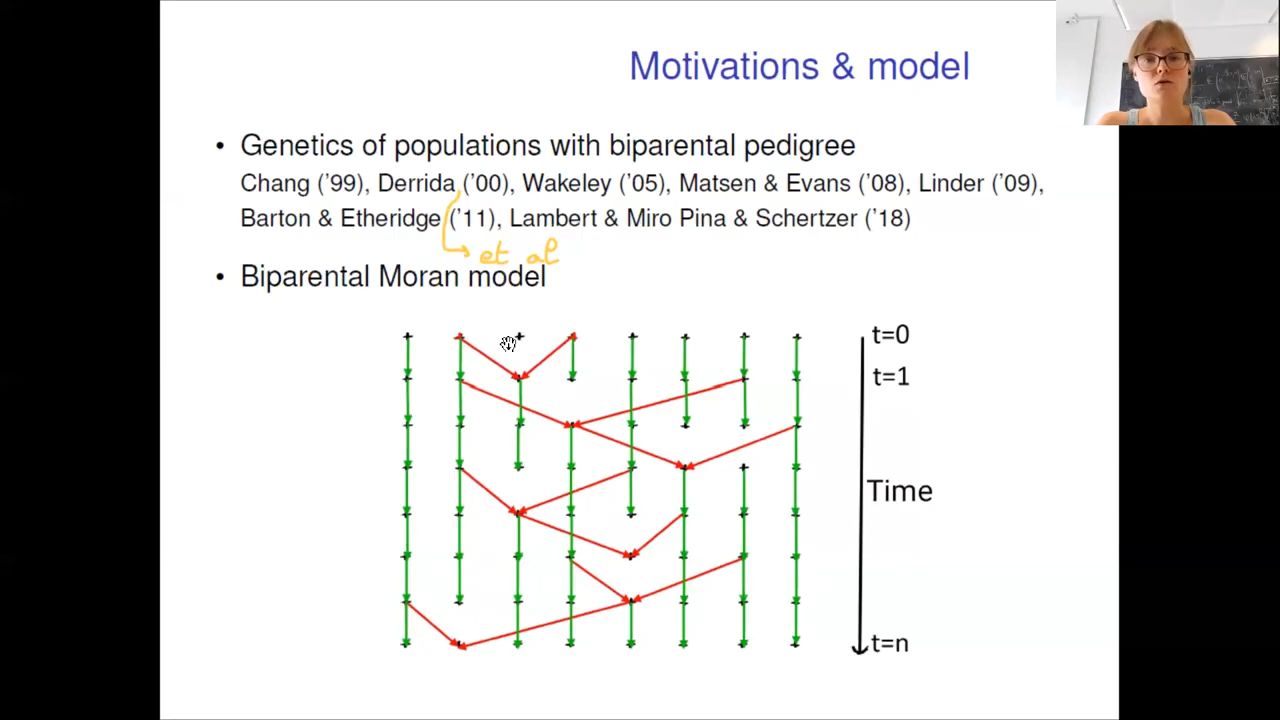 Motivations & model
• Genetics of populations with biparental pedigree
Chang ('99), Derrida ('00), Wakeley ('05), Matsen & Evans ('08), Linder ('09),
Barton & Etheridge ('11), Lambert & Miro Pina & Schertzer ('18)
et al
• Biparental Moran model
t=0
t=1
Time
t=n